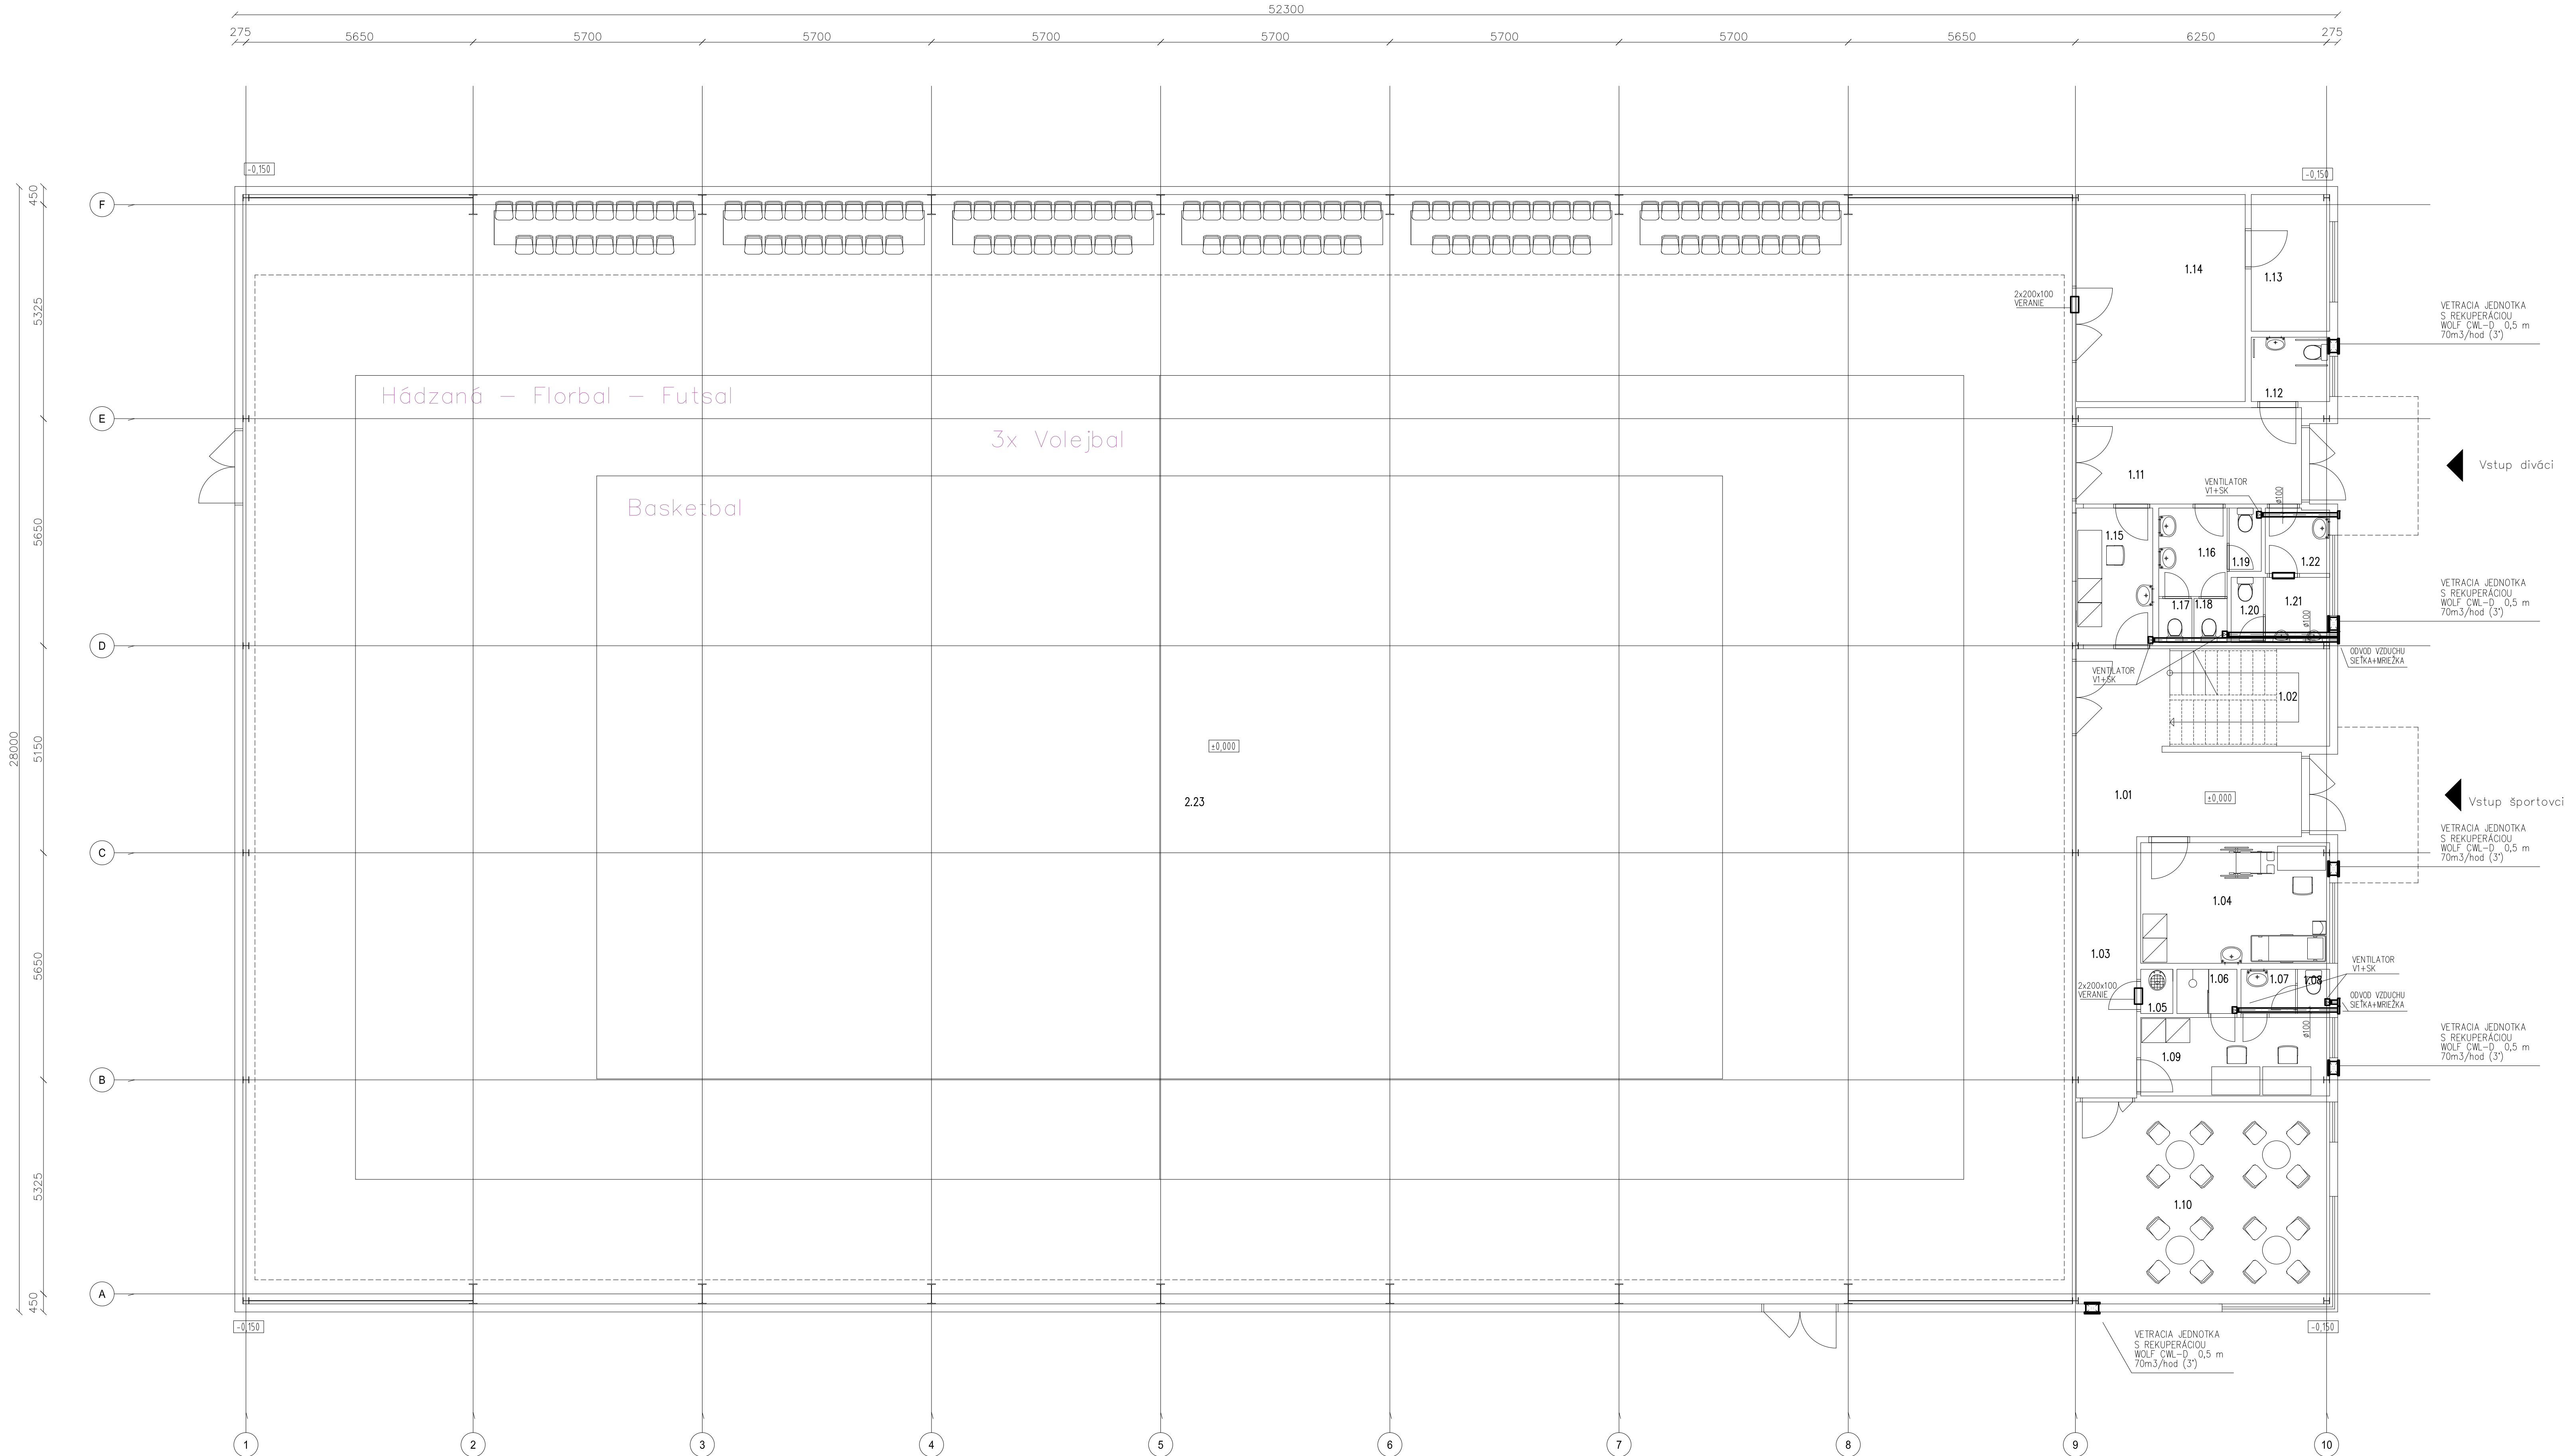 52300
275
5650
5700
5700
5700
5700
5700
5700
5650
6250
275
-0,150
-0,150
450
F
5325
1.14
1.13
2x200x100
VERANIE
VETRACIA JEDNOTKA
S REKUPERÁCIOU
WOLF CWL-D 0,5 m
70m3/hod (3°)
Hádzaná – Florbal – Futsal
1.12
E
3x Volejbal
Vstup diváci
1.11
VENTILATOR
V1+SK
ø100
Basketbal
5650
1.15
1.16
1.19
1.22
VETRACIA JEDNOTKA
S REKUPERÁCIOU
WOLF CWL-D 0,5 m
70m3/hod (3°)
1.17
1.18
1.20
1.21
ø100
D
ODVOD VZDUCHU
SIEŤKA+MRIEŽKA
VENTILATOR
V1+SK
1.02
28000
5150
±0,000
2.23
1.01
±0,000
Vstup športovci
VETRACIA JEDNOTKA
S REKUPERÁCIOU
WOLF CWL-D 0,5 m
70m3/hod (3°)
C
1.04
5650
1.03
VENTILATOR
V1+SK
1.06
1.07
1.08
2x200x100
VERANIE
1.05
ODVOD VZDUCHU
SIEŤKA+MRIEŽKA
ø100
VETRACIA JEDNOTKA
S REKUPERÁCIOU
WOLF CWL-D 0,5 m
70m3/hod (3°)
1.09
B
5325
1.10
A
450
-0,150
-0,150
VETRACIA JEDNOTKA
S REKUPERÁCIOU
WOLF CWL-D 0,5 m
70m3/hod (3°)
1
2
3
4
5
6
7
8
9
10